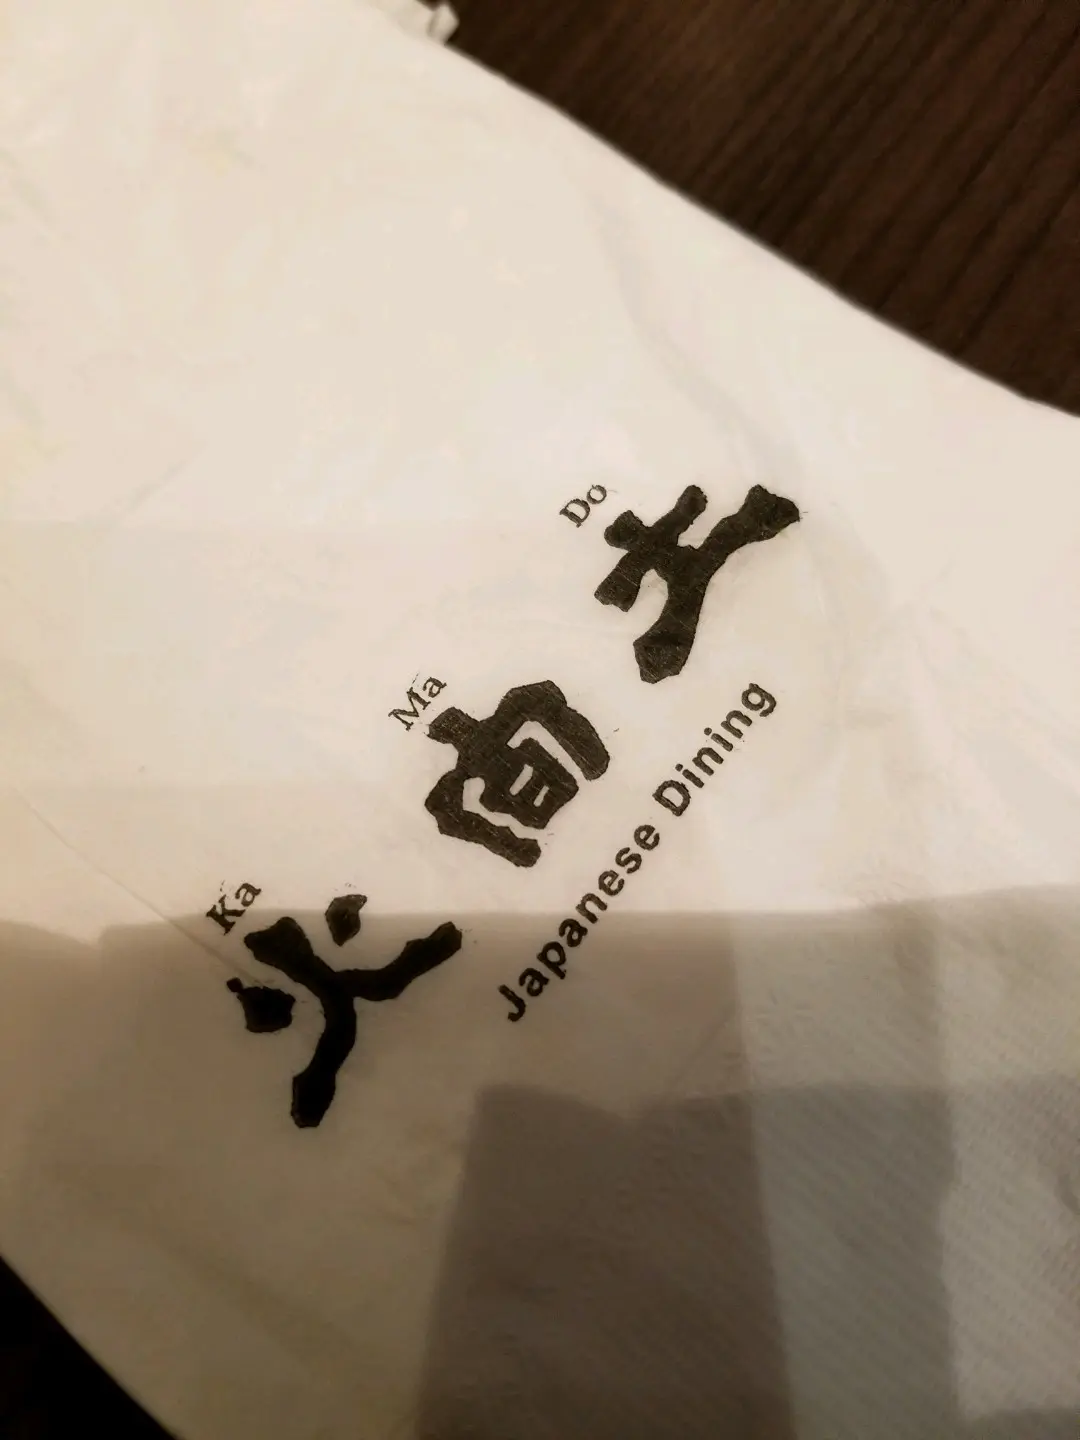 Ka Ma Do
火間土
Japanese Dining